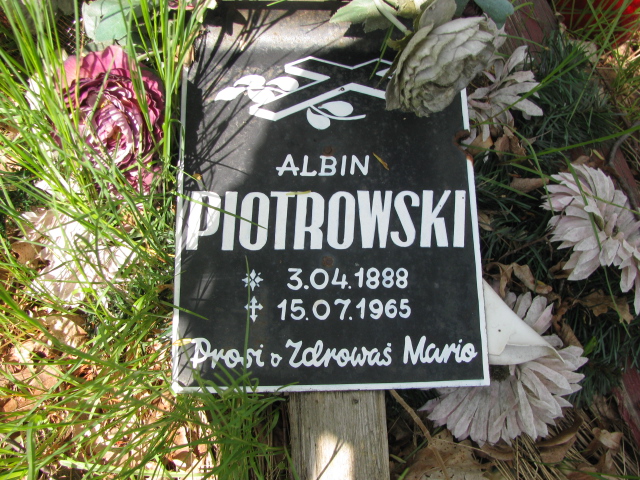 ALBIN
PIOTROWSKI
3.04.1888
15.07.1965
Prosi o Zdrowaś Mario